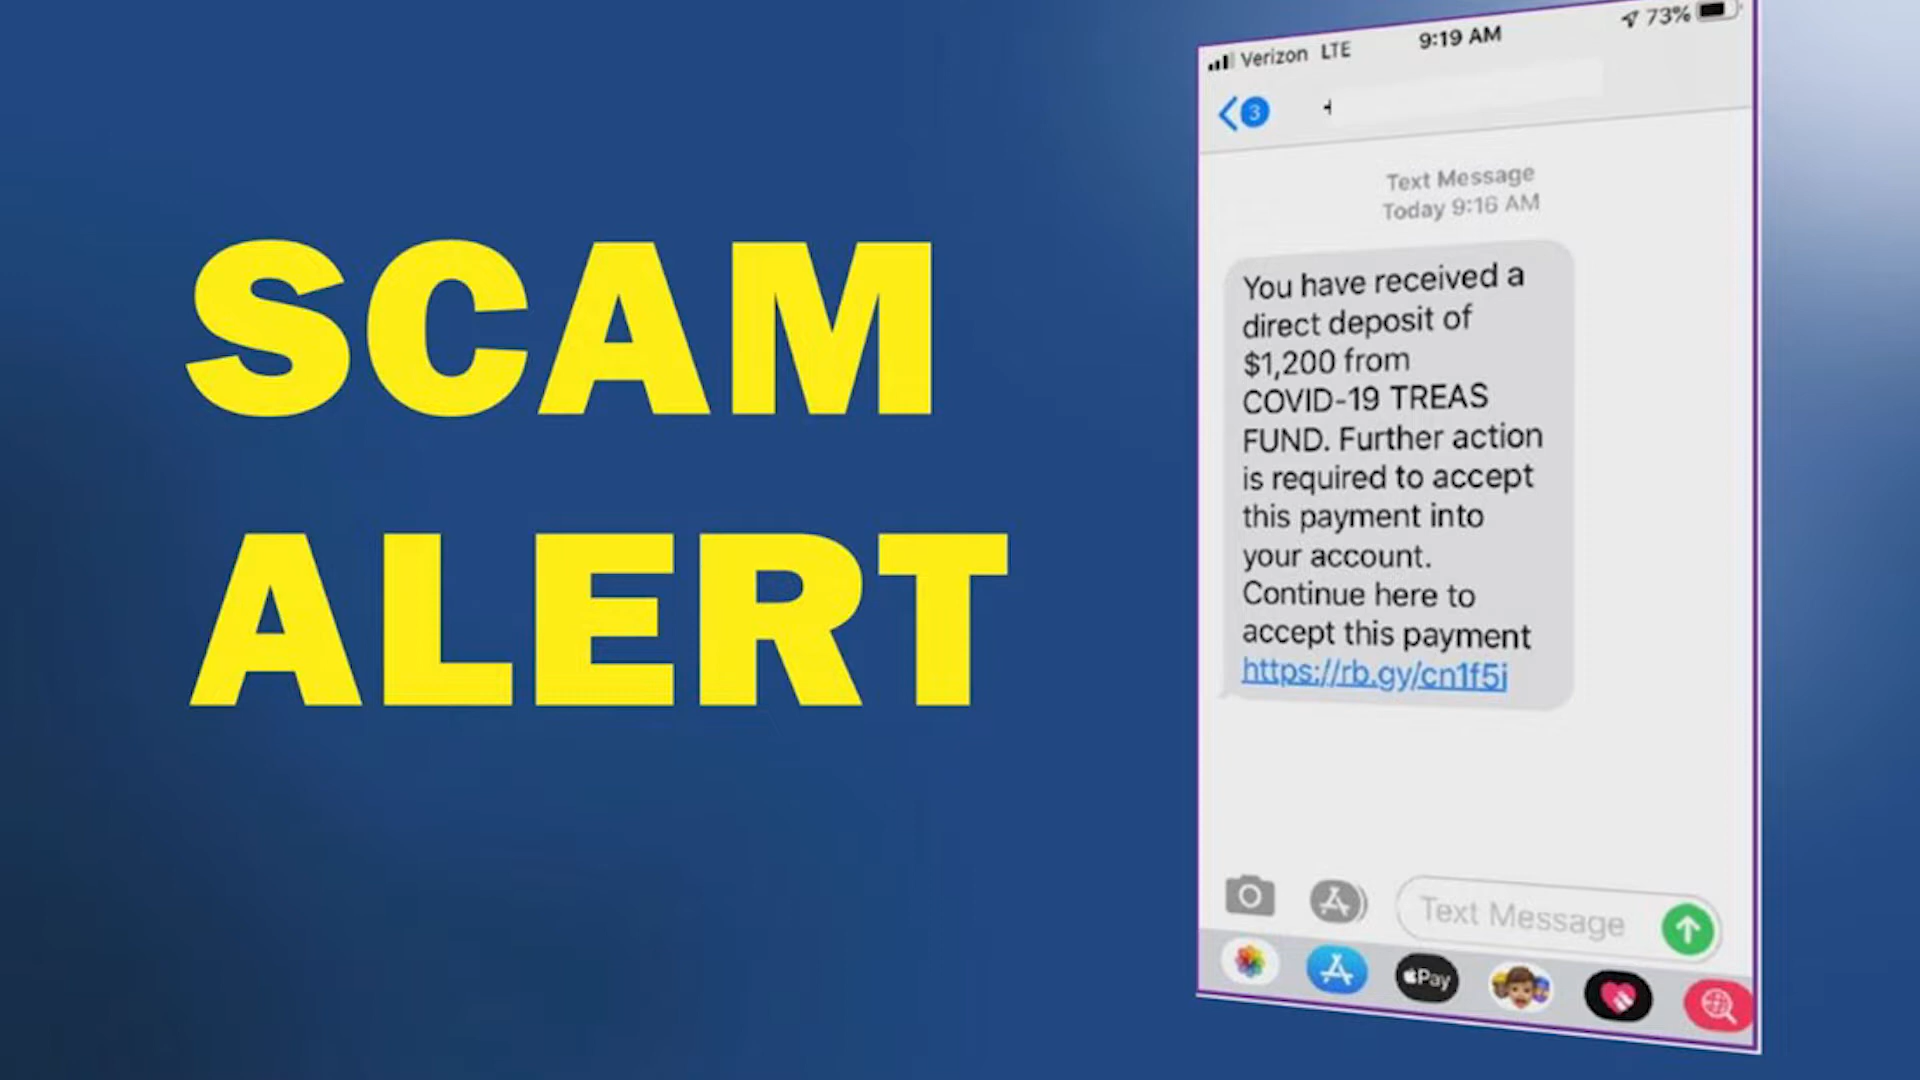 SCAM
ALERT
Verizon LTE
9:19 AM
73%
3
Text Message
Today 9:16 AM
You have received a
direct deposit of
$1,200 from
COVID-19 TREAS
FUND. Further action
is required to accept
this payment into
your account.
Continue here to
accept this payment
https://rb.gy/cn1f5i
Text Message
Pay